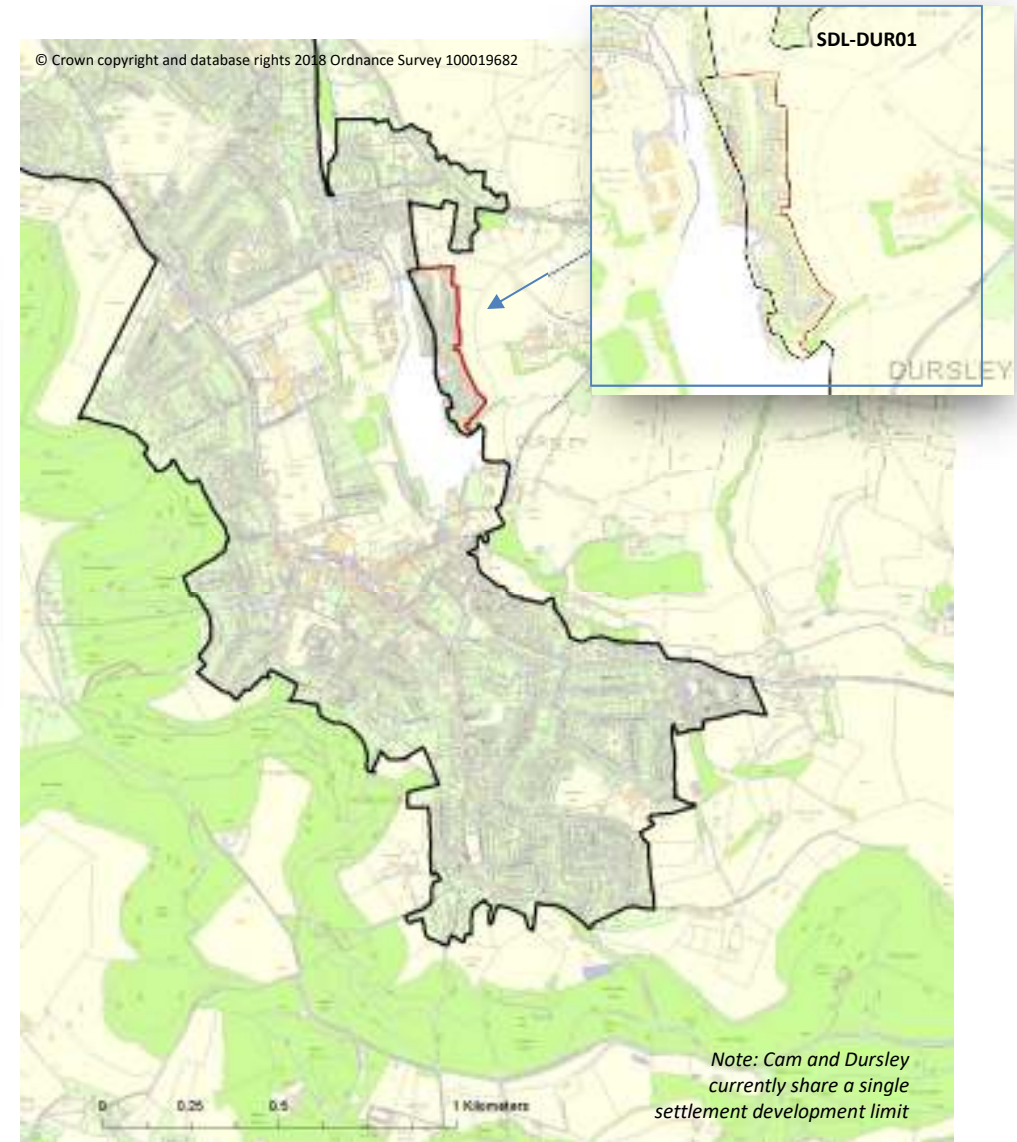 © Crown copyright and database rights 2018 Ordnance Survey 100019682
SDL-DUR01
DURSLEY
DURSLEY
Note: Cam and Dursley
currently share a single
settlement development limit
0 0.25 0.5 1 Kilometers